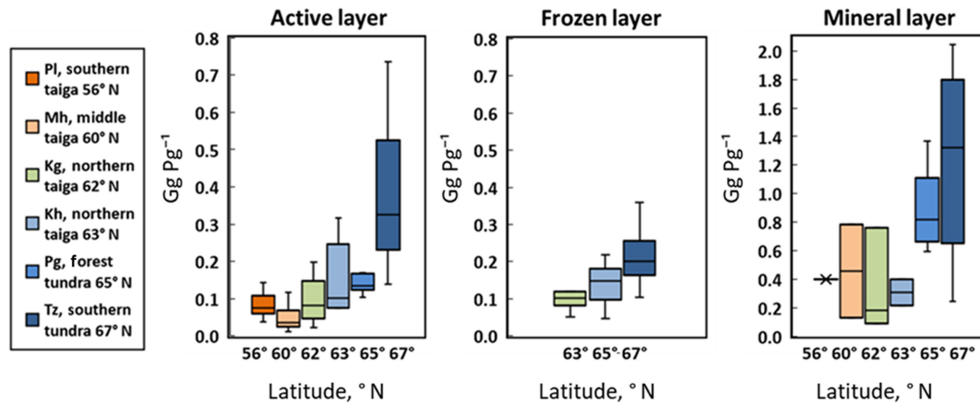 Active layer
Frozen layer
Mineral layer
Pl, southern
taiga 56° N
Mh, middle
taiga 60° N
Kg, northern
taiga 62° N
Kh, northern
taiga 63° N
Pg, forest
tundra 65° N
Tz, southern
tundra 67° N
Gg Pg⁻¹
0.8
0.7
0.6
0.5
0.4
0.3
0.2
0.1
0.0
56° 60° 62° 63° 65° 67°
Latitude, ° N
Gg Pg⁻¹
0.8
0.7
0.6
0.5
0.4
0.3
0.2
0.1
0.0
63° 65° 67°
Latitude, ° N
Gg Pg⁻¹
2.0
1.8
1.6
1.4
1.2
1.0
0.8
0.6
0.4
0.2
0.0
56° 60° 62° 63° 65° 67°
Latitude, ° N